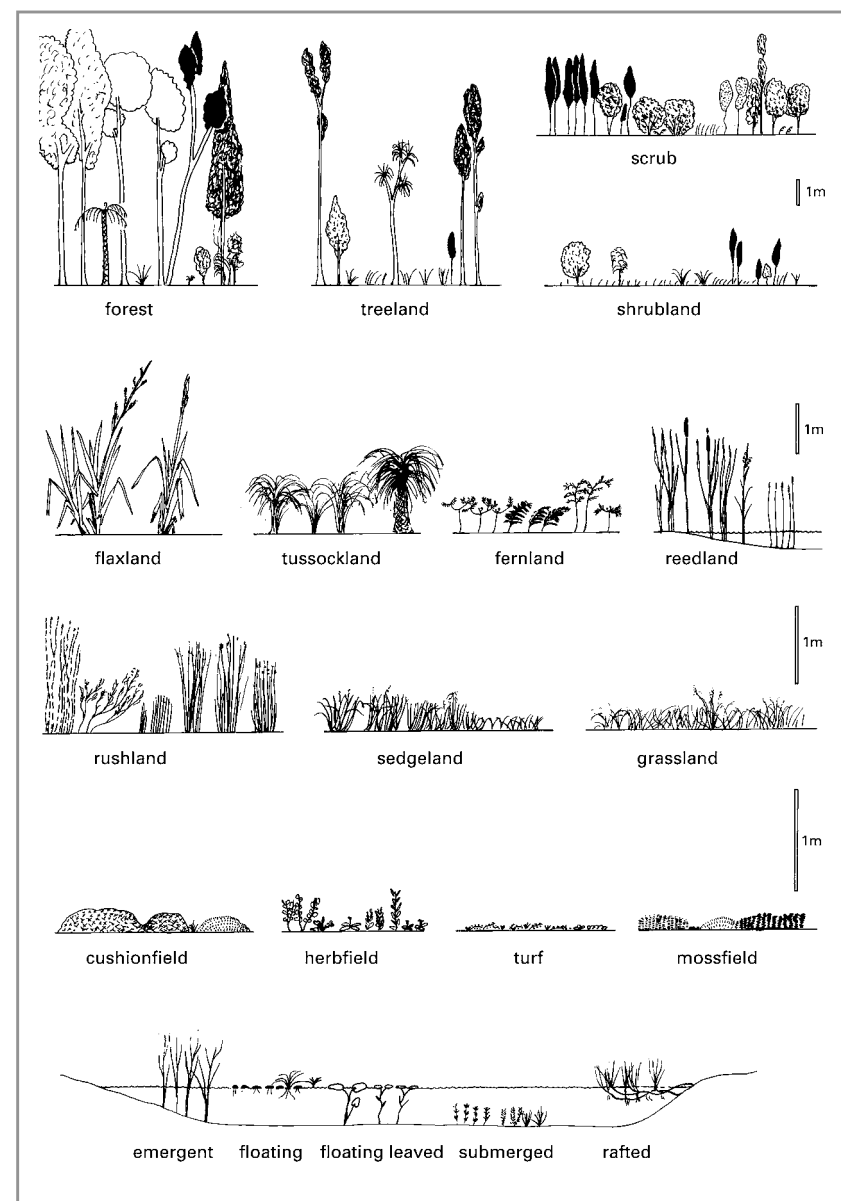 scrub
1m
forest
treeland
shrubland
1m
flaxland
tussockland
fernland
reedland
1m
rushland
sedgeland
grassland
1m
cushionfield
herbfield
turf
mossfield
emergent floating floating leaved submerged rafted